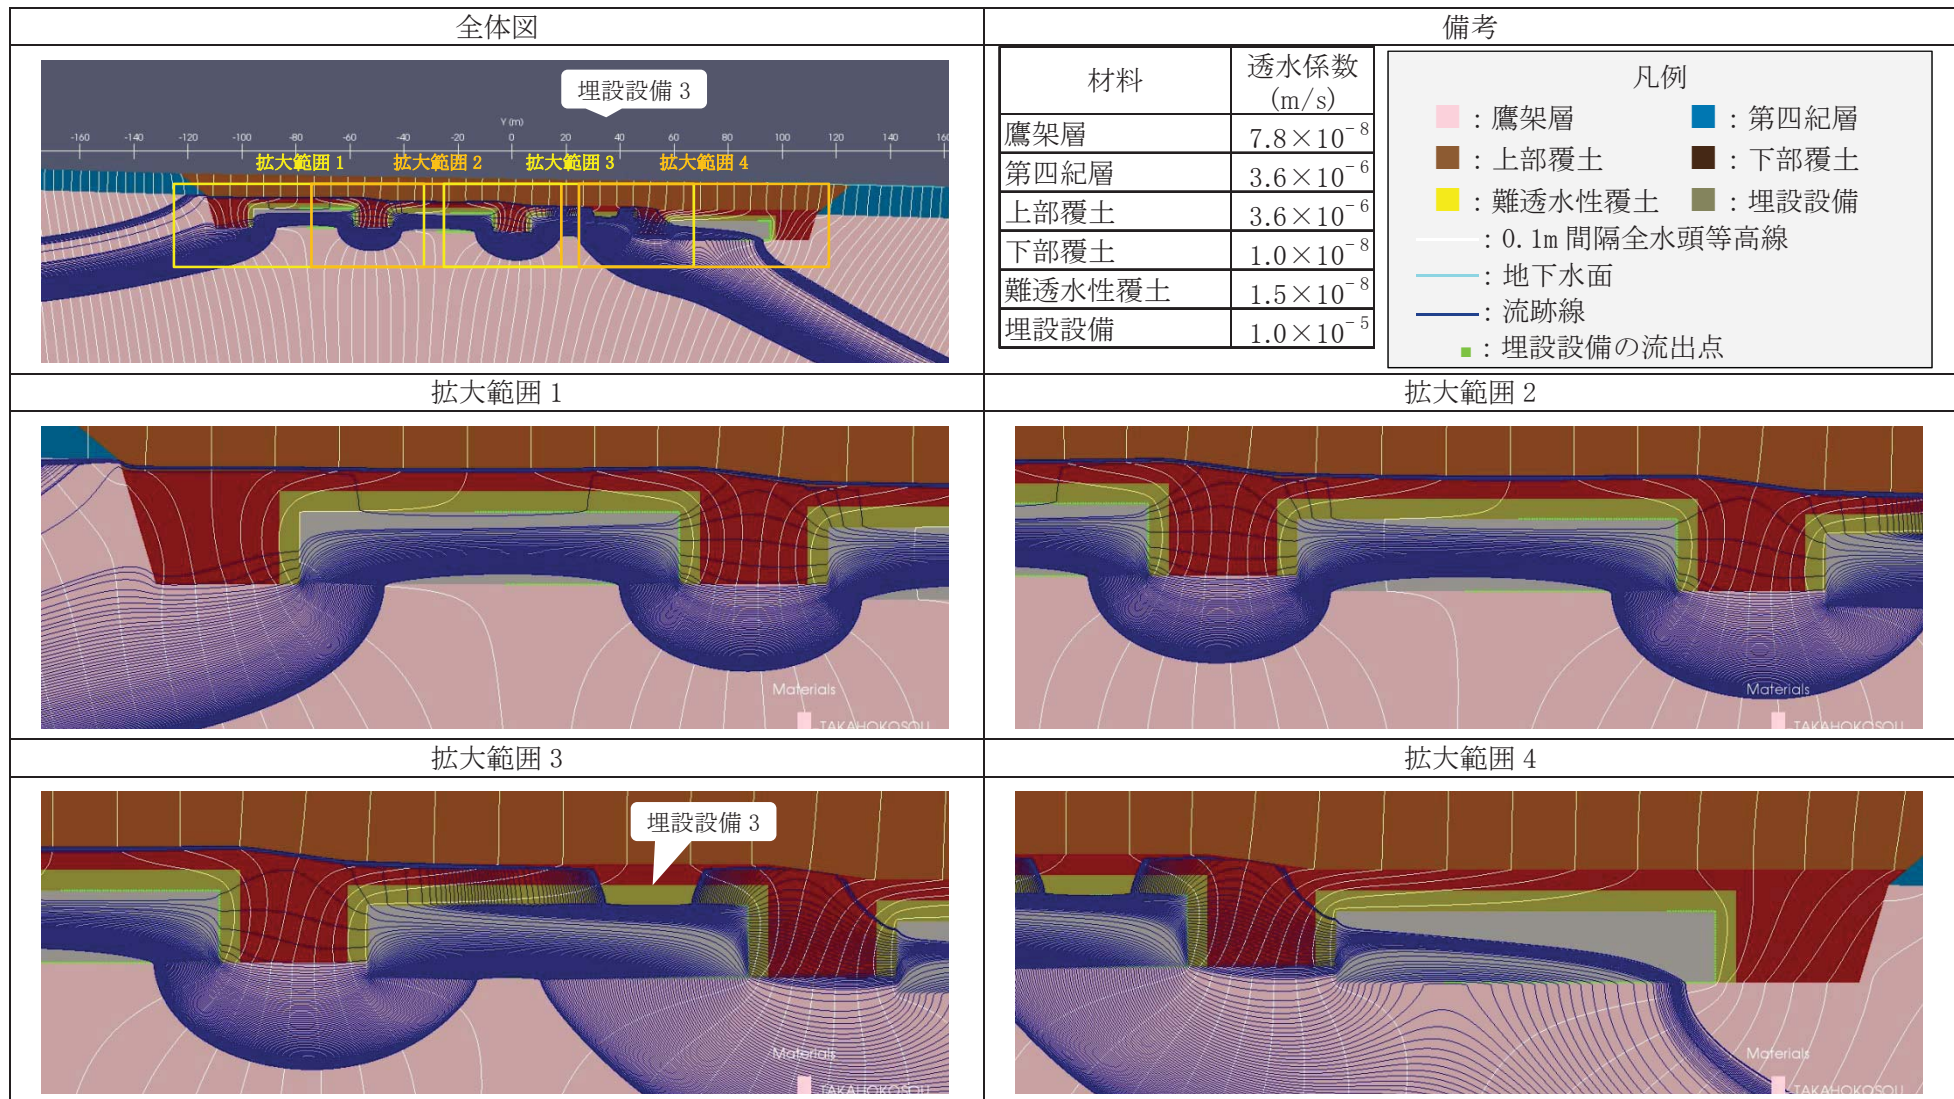 全体図
備考
埋設設備 3
Y (m)
-160 -140 -120 -100 -80 -60 -40 -20 0 20 40 60 80 100 120 140 160
拡大範囲 1 拡大範囲 2 拡大範囲 3 拡大範囲 4
材料 透水係数 (m/s)
鷹架層 7.8×10⁻⁸
第四紀層 3.6×10⁻⁶
上部覆土 3.6×10⁻⁶
下部覆土 1.0×10⁻⁸
難透水性覆土 1.5×10⁻⁸
埋設設備 1.0×10⁻⁵
凡例
：鷹架層 ：第四紀層
：上部覆土 ：下部覆土
：難透水性覆土 ：埋設設備
：0.1m 間隔全水頭等高線
：地下水面
：流跡線
：埋設設備の流出点
拡大範囲 1
拡大範囲 2
Materials
TAKAHOKOSOU
Materials
TAKAHOKOSOU
拡大範囲 3
拡大範囲 4
埋設設備 3
Materials
TAKAHOKOSOU
Materials
TAKAHOKOSOU